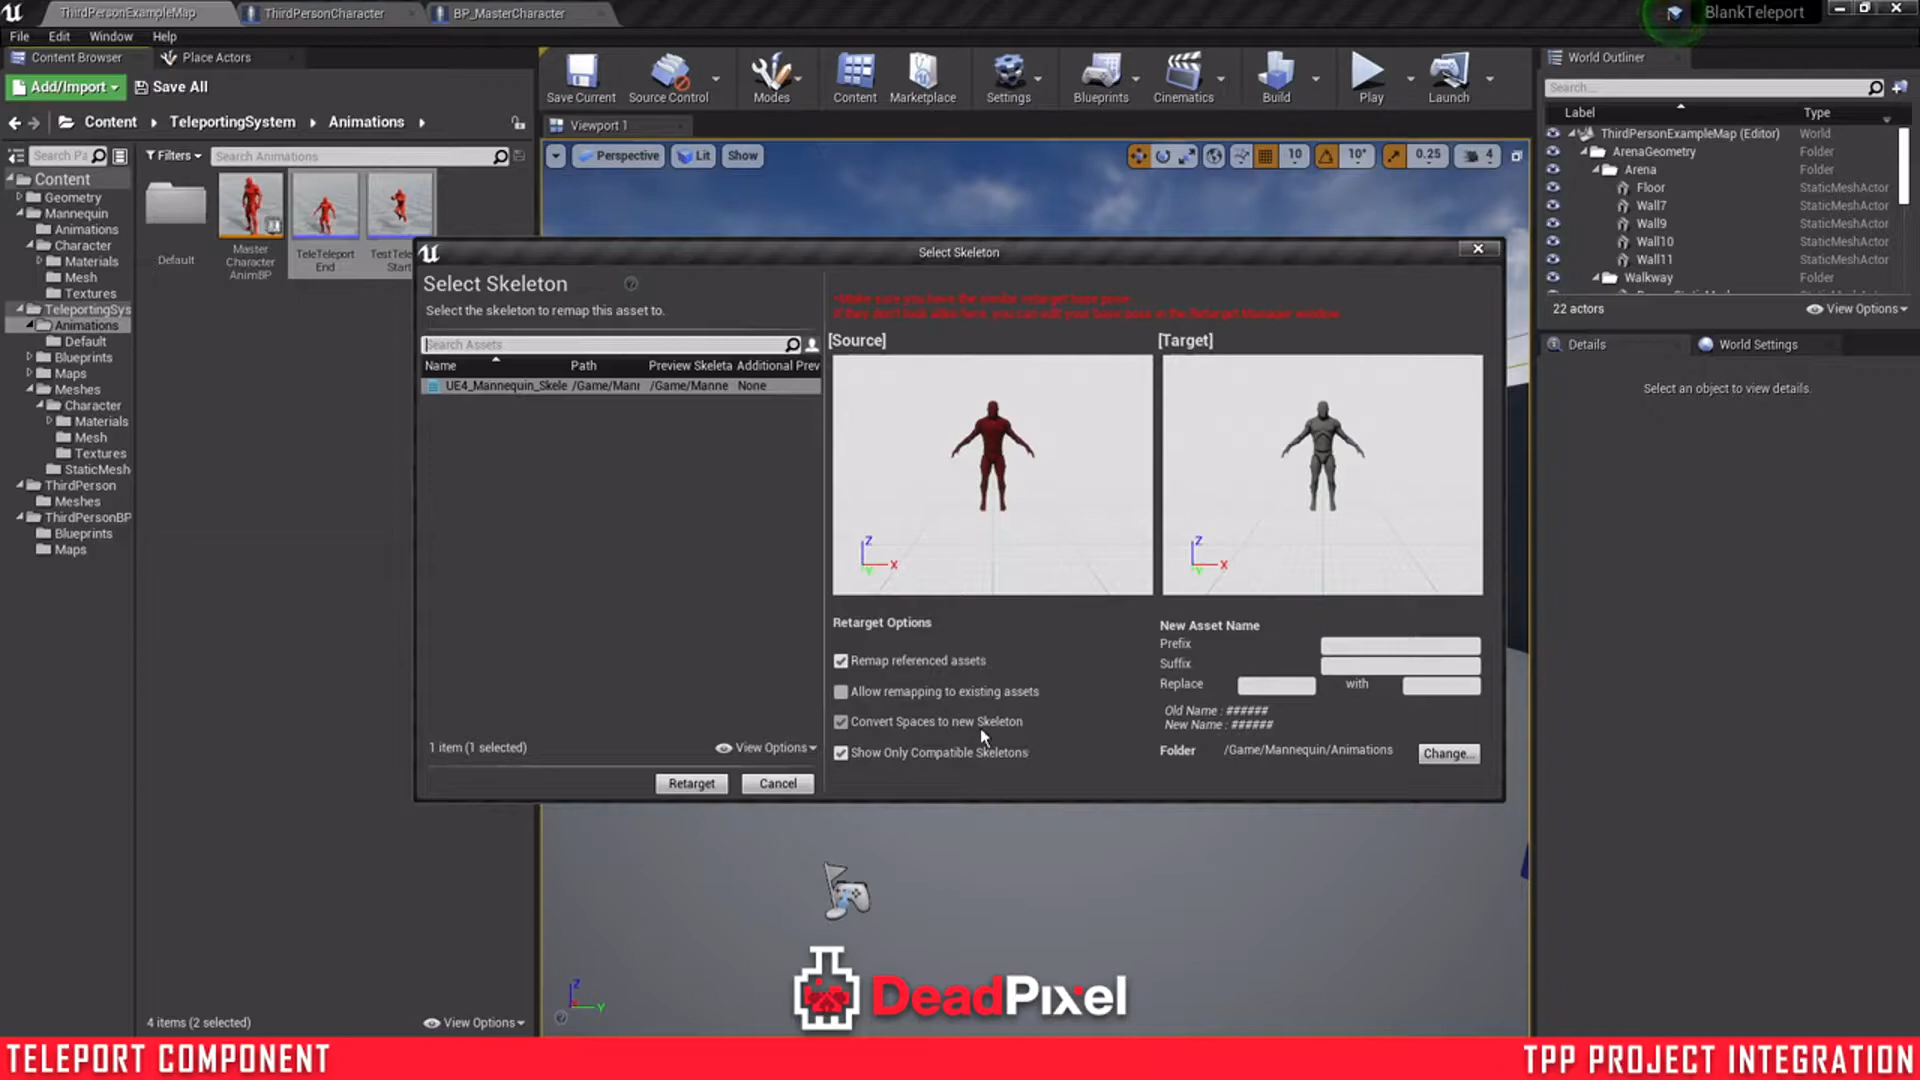 ThirdPersonExampleMap
ThirdPersonCharacter
BP_MasterCharacter
BlankTeleport
File
Edit
Window
Help
Content Browser
Place Actors
Add/Import
Save All
Content
TeleportingSystem
Animations
Search Pa
Filters
Search Animations
Content
Geometry
Mannequin
Animations
Character
Materials
Mesh
Textures
TeleportingSys
Animations
Default
Blueprints
Maps
Meshes
Character
Materials
Mesh
Textures
StaticMesh
ThirdPerson
Meshes
ThirdPersonBP
Blueprints
Maps
Default
Master
Character
AnimBP
TeleTeleport
End
TestTele
Start
4 items (2 selected)
View Options
Save Current
Source Control
Modes
Content
Marketplace
Settings
Blueprints
Cinematics
Build
Play
Launch
Viewport 1
Perspective
Lit
Show
10
10°
0.25
4
Select Skeleton
Select Skeleton
Select the skeleton to remap this asset to.
Search Assets
Name
Path
Preview Skeleta
Additional Prev
UE4_Mannequin_Skele
/Game/Mann
/Game/Manne
None
1 item (1 selected)
View Options
Retarget
Cancel
*Make sure you have the similar retarget base pose.
If they don't look alike here, you can edit your base pose in the Retarget Manager window.
[Source]
[Target]
Z
X
Y
Z
X
Y
Retarget Options
Remap referenced assets
Allow remapping to existing assets
Convert Spaces to new Skeleton
Show Only Compatible Skeletons
New Asset Name
Prefix
Suffix
Replace
with
Old Name : ######
New Name : ######
Folder
/Game/Mannequin/Animations
Change...
Z
Y
World Outliner
Search...
Label
Type
ThirdPersonExampleMap (Editor)
World
ArenaGeometry
Folder
Arena
Folder
Floor
StaticMeshActor
Wall7
StaticMeshActor
Wall9
StaticMeshActor
Wall10
StaticMeshActor
Wall11
StaticMeshActor
Walkway
Folder
22 actors
View Options
Details
World Settings
Select an object to view details.
DeadPixel
TELEPORT COMPONENT
TPP PROJECT INTEGRATION